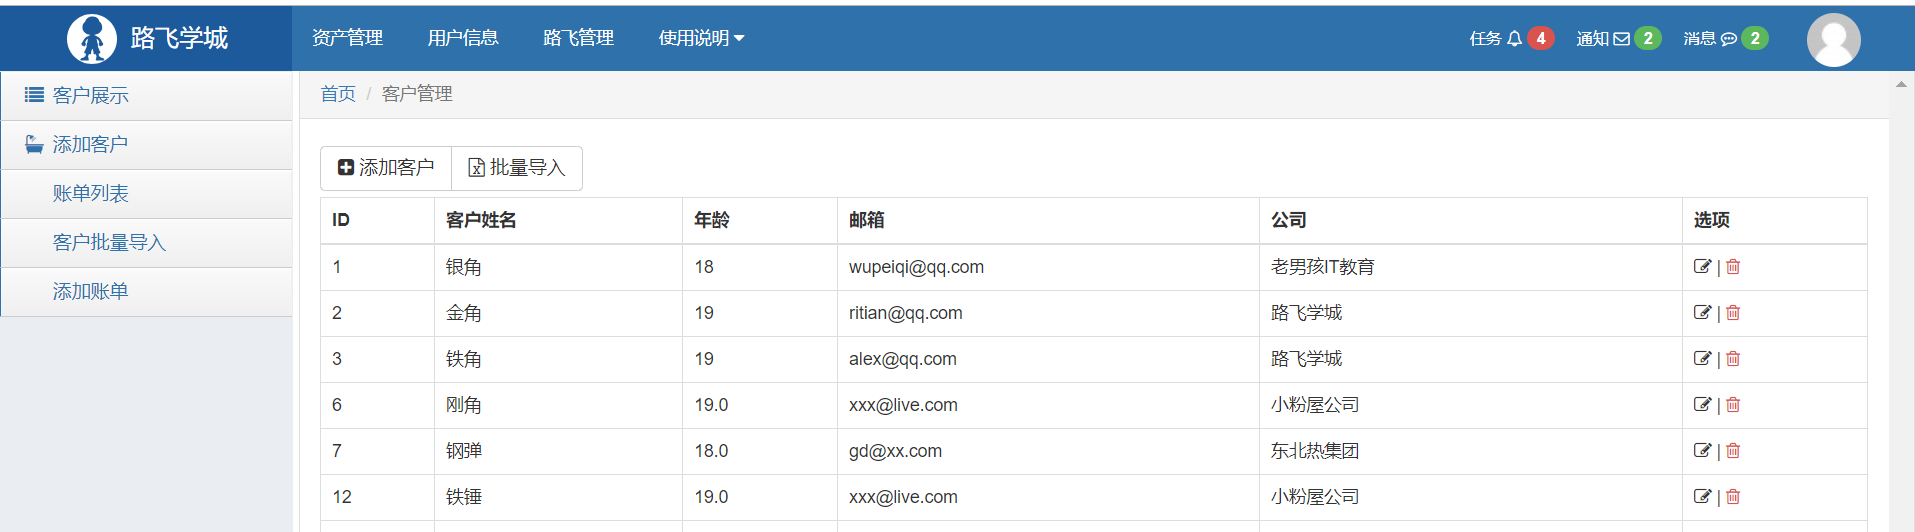 路飞学城 资产管理 用户信息 路飞管理 使用说明 任务 4 通知 2 消息 2
客户展示
添加客户
账单列表
客户批量导入
添加账单
首页 / 客户管理
添加客户 批量导入
ID 客户姓名 年龄 邮箱 公司 选项
1 银角 18 wupeiqi@qq.com 老男孩IT教育 |
2 金角 19 ritian@qq.com 路飞学城 |
3 铁角 19 alex@qq.com 路飞学城 |
6 刚角 19.0 xxx@live.com 小粉屋公司 |
7 钢弹 18.0 gd@xx.com 东北热集团 |
12 铁锤 19.0 xxx@live.com 小粉屋公司 |